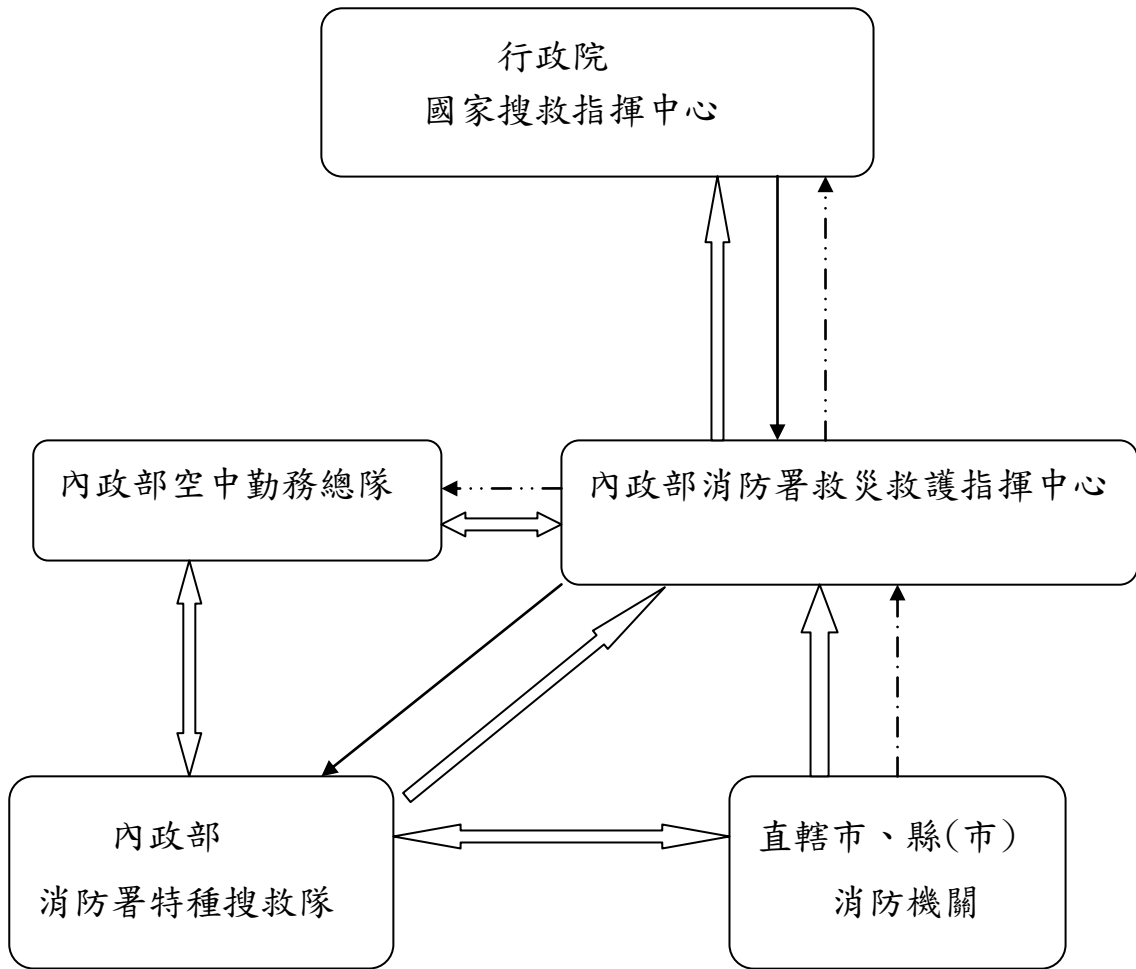 行政院
國家搜救指揮中心
內政部空中勤務總隊
內政部消防署救災救護指揮中心
內政部
消防署特種搜救隊
直轄市、縣(市)
消防機關